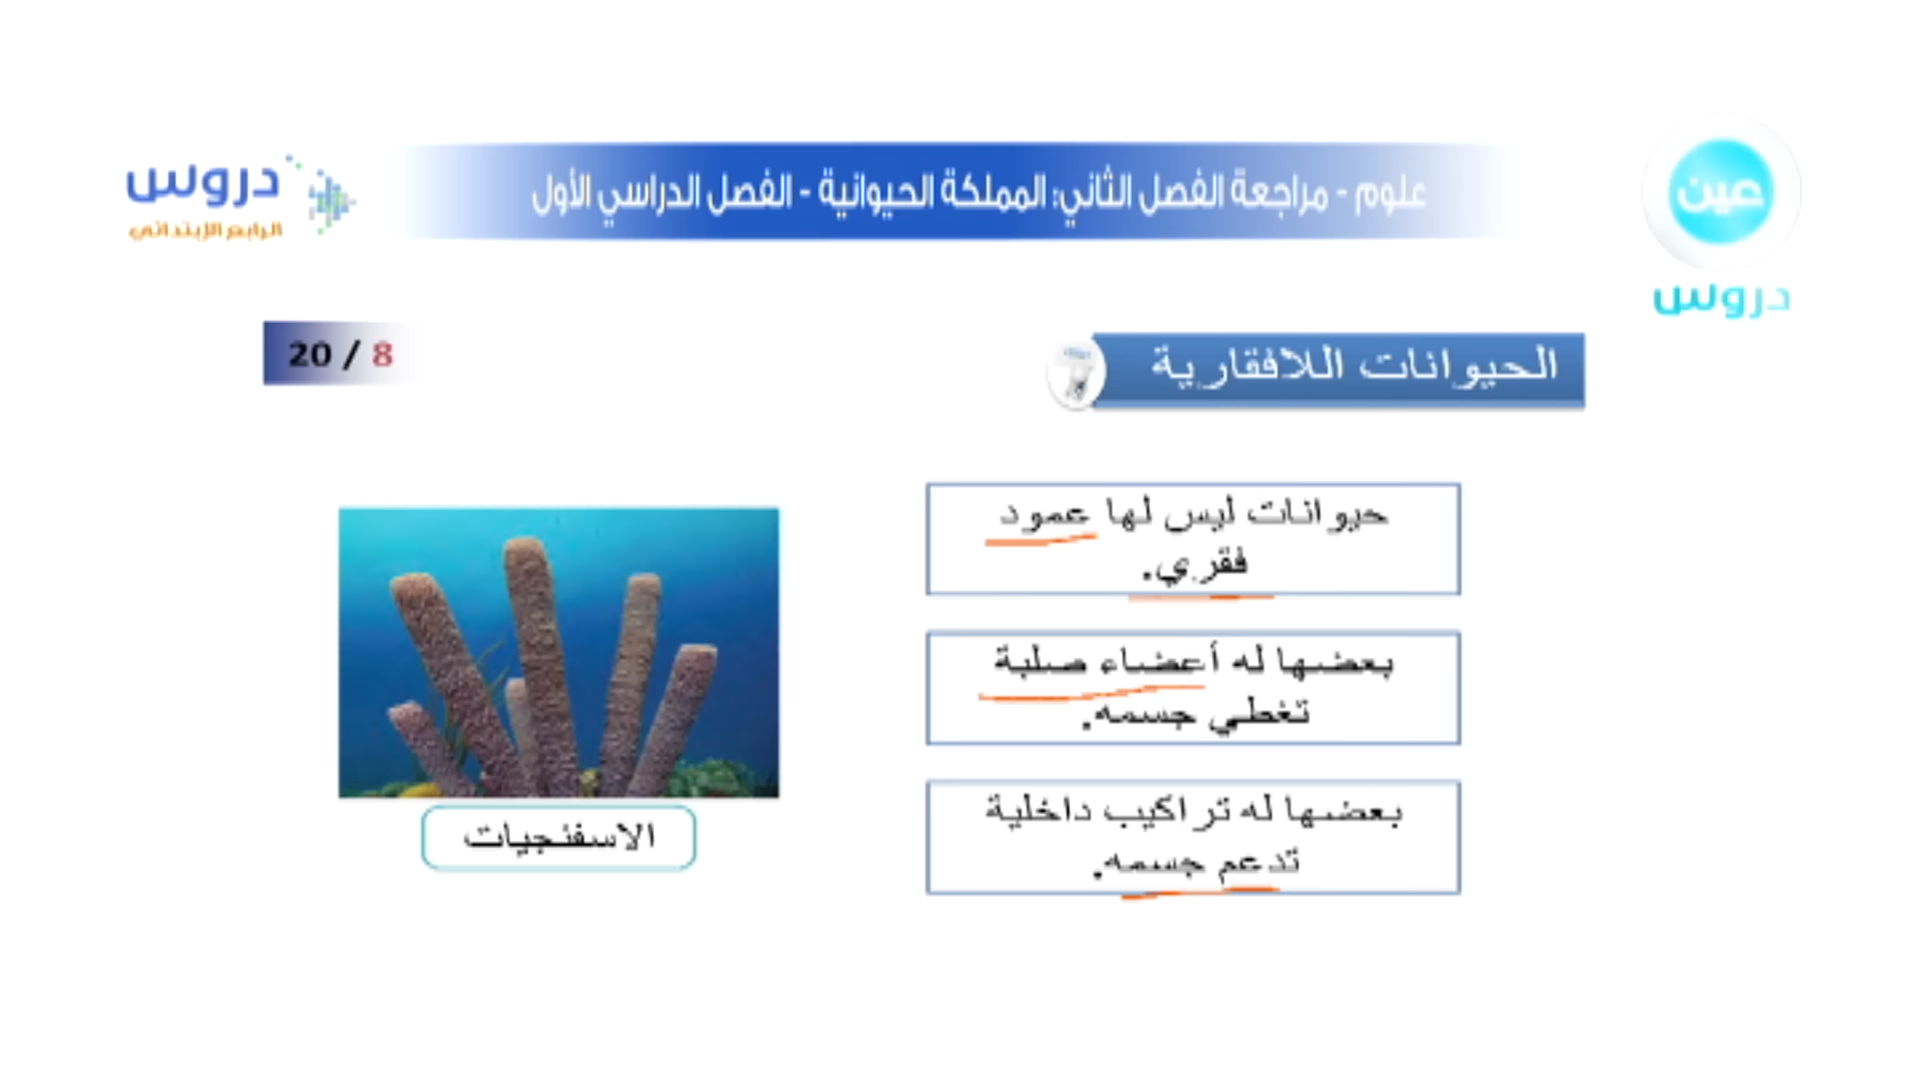 دروس
الرابع الإبتدائي
علوم - مراجعة الفصل الثاني: المملكة الحيوانية - الفصل الدراسي الأول
عين
دروس
20 / 8
الحيوانات اللافقارية
حيوانات ليس لها عمود
فقري.
بعضها له أعضاء صلبة
تغطي جسمه.
بعضها له تراكيب داخلية
تدعم جسمه.
الاسفنجيات